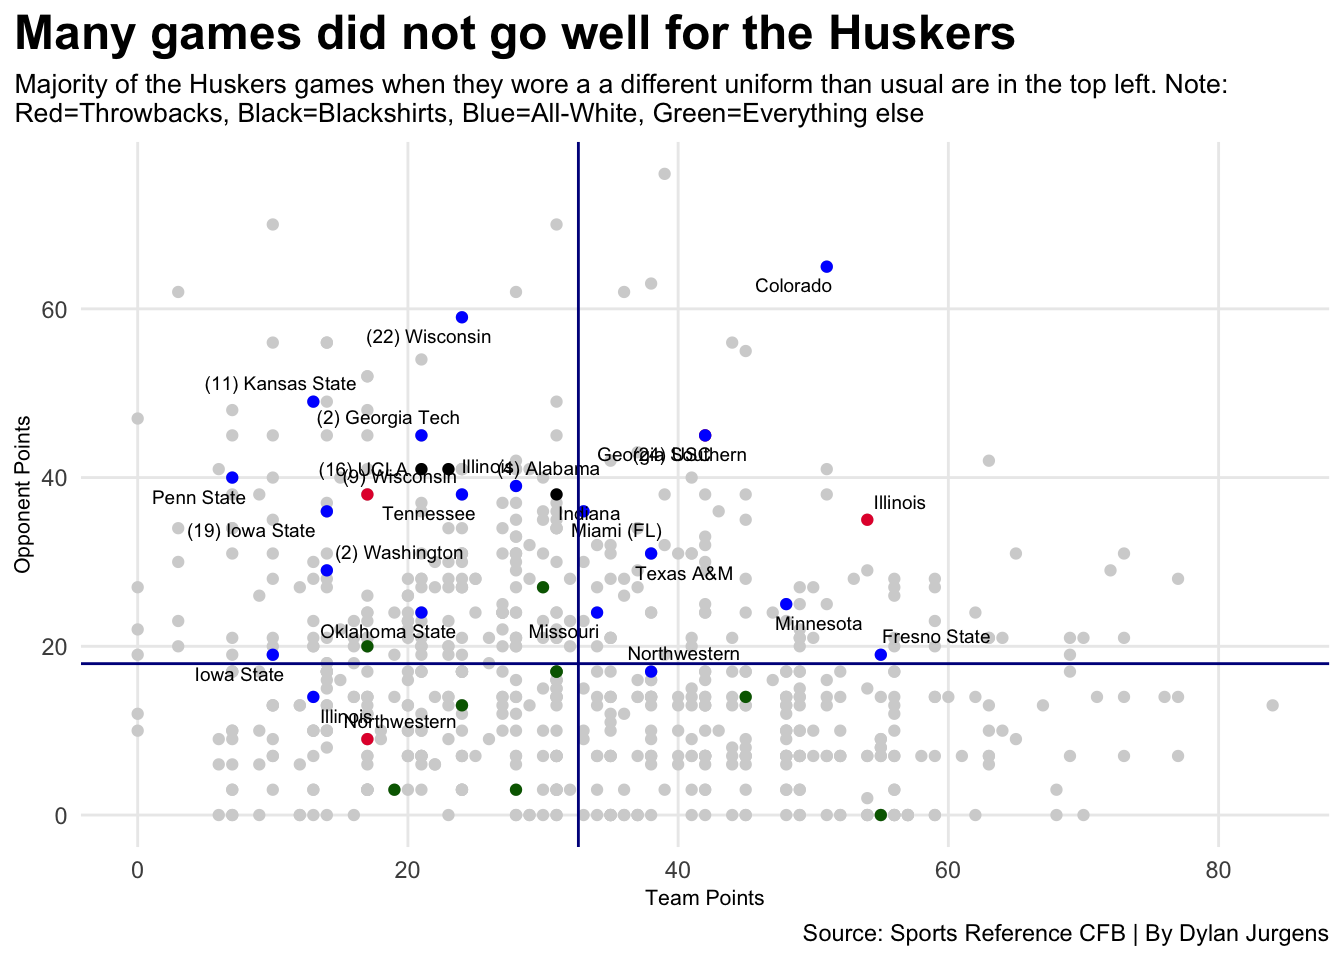 Many games did not go well for the Huskers
Majority of the Huskers games when they wore a a different uniform than usual are in the top left. Note:
Red=Throwbacks, Black=Blackshirts, Blue=All-White, Green=Everything else
Opponent Points
60
40
20
0
Colorado
(22) Wisconsin
(11) Kansas State
(2) Georgia Tech
Georgia Southern
(24) USC
(16) UCLA
(9) Wisconsin
Illinois
(4) Alabama
Penn State
Illinois
Tennessee
Indiana
(19) Iowa State
Miami (FL)
(2) Washington
Texas A&M
Oklahoma State
Missouri
Minnesota
Fresno State
Northwestern
Iowa State
Illinois
Northwestern
0
20
40
60
80
Team Points
Source: Sports Reference CFB | By Dylan Jurgens